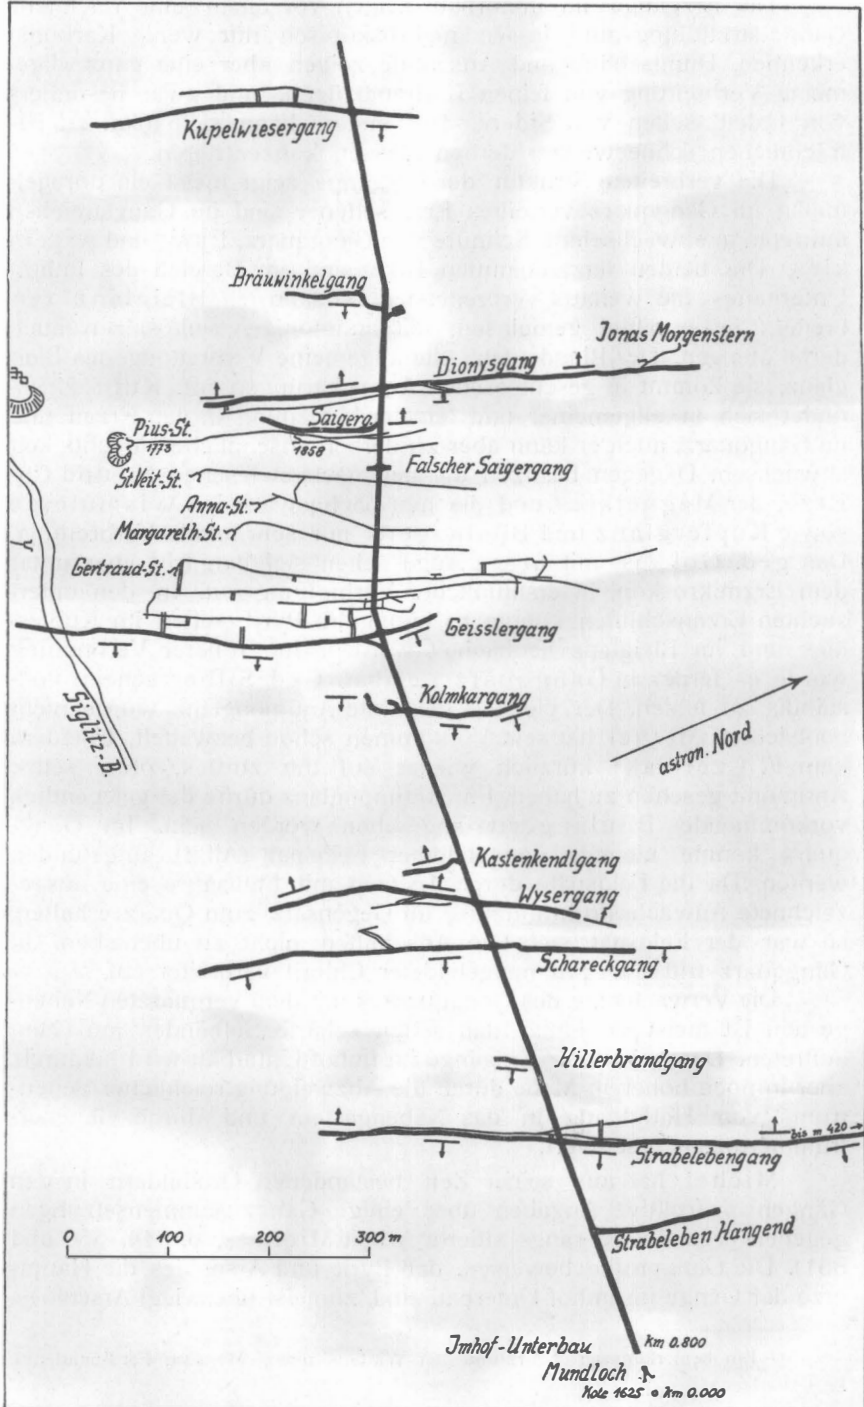 Kupelwiesergang
Bräuwinkelgang
Jonas Morgenstern
Dionysgang
Saigerg.
1858
Pius-St.
1773
St.Veit-St.
Falscher Saigergang
Anna-St.
Margareth-St.
Gertraud-St.
Geisslergang
Siglitz-B.
Kolmkargang
astron. Nord
Kastenkendlgang
Wysergang
Schareckgang
Hillerbrandgang
bis m 420
Strabelebengang
Strabeleben Hangend
0 100 200 300 m
Imhof-Unterbau
km 0.800
Mundloch
Kote 1625 km 0.000